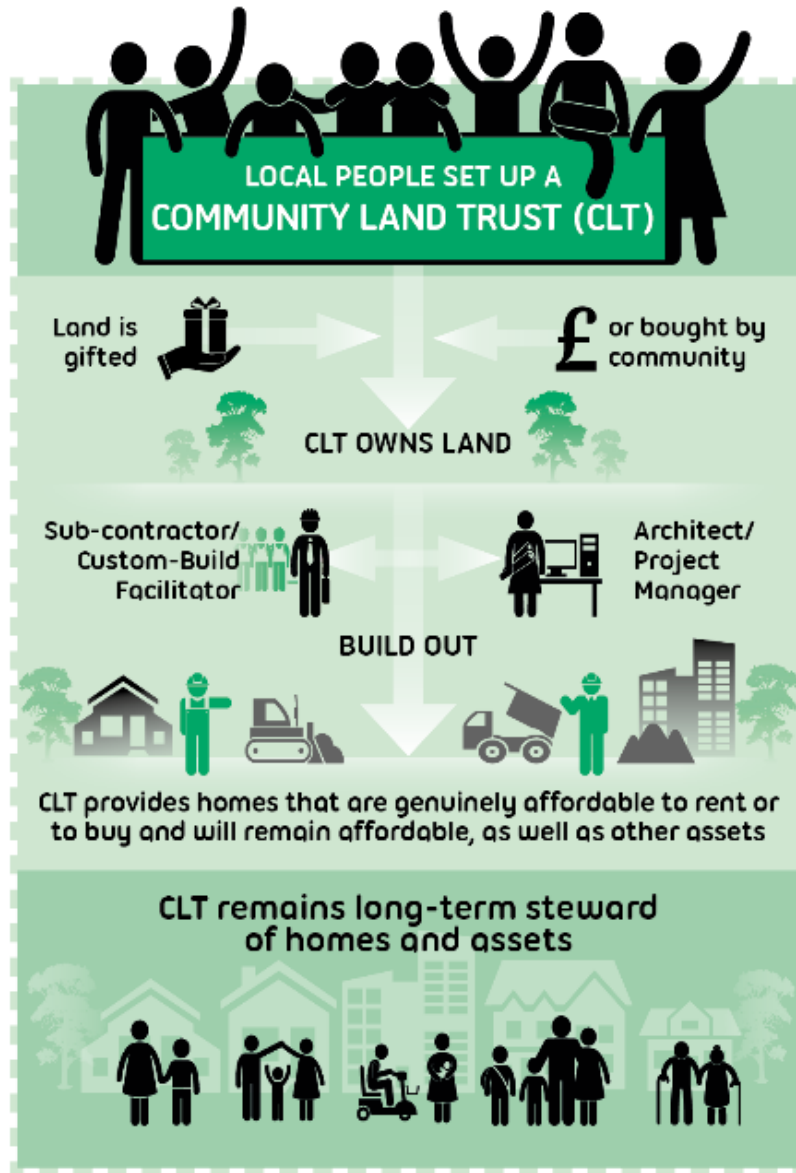 LOCAL PEOPLE SET UP A
COMMUNITY LAND TRUST (CLT)
Land is
gifted
£ or bought by
community
CLT OWNS LAND
Sub-contractor/
Custom-Build
Facilitator
Architect/
Project
Manager
BUILD OUT
CLT provides homes that are genuinely affordable to rent or
to buy and will remain affordable, as well as other assets
CLT remains long-term steward
of homes and assets